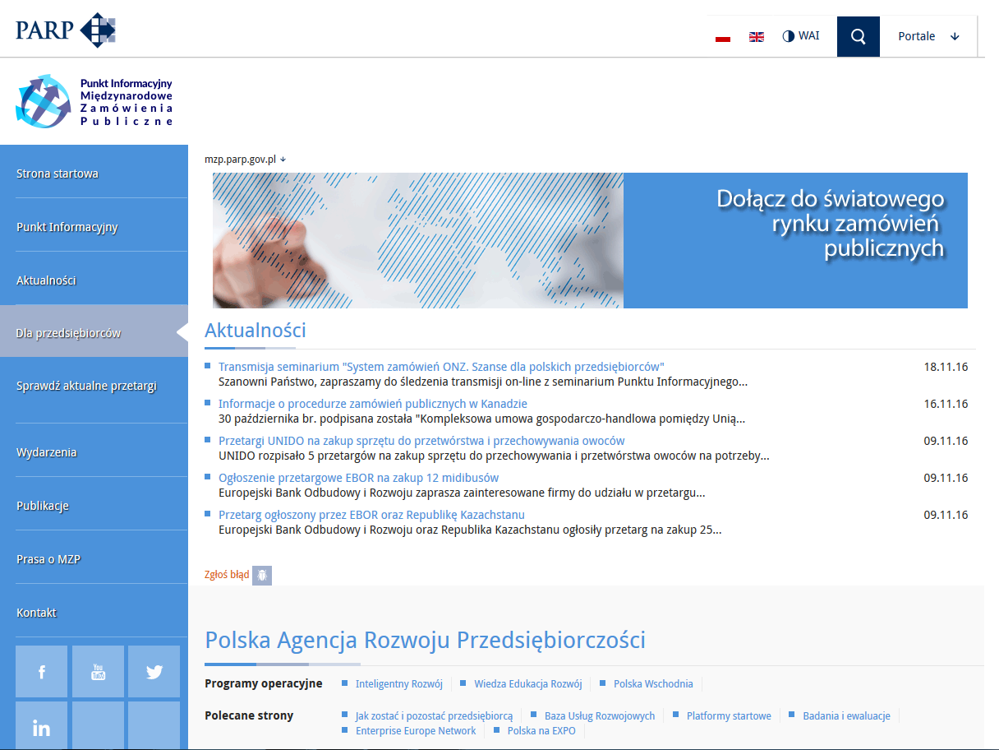 PARP
WAI
Portale
Punkt Informacyjny
Międzynarodowe
Zamówienia
Publiczne
Strona startowa
Punkt Informacyjny
Aktualności
Dla przedsiębiorców
Sprawdź aktualne przetargi
Wydarzenia
Publikacje
Prasa o MZP
Kontakt
f
You
Tube
in
mzp.parp.gov.pl
Dołącz do światowego
rynku zamówień
publicznych
Aktualności
Transmisja seminarium "System zamówień ONZ. Szanse dla polskich przedsiębiorców" 18.11.16
Szanowni Państwo, zapraszamy do śledzenia transmisji on-line z seminarium Punktu Informacyjnego...
Informacje o procedurze zamówień publicznych w Kanadzie 16.11.16
30 października br. podpisana została "Kompleksowa umowa gospodarczo-handlowa pomiędzy Unią...
Przetargi UNIDO na zakup sprzętu do przetwórstwa i przechowywania owoców 09.11.16
UNIDO rozpisało 5 przetargów na zakup sprzętu do przechowywania i przetwórstwa owoców na potrzeby...
Ogłoszenie przetargowe EBOR na zakup 12 midibusów 09.11.16
Europejski Bank Odbudowy i Rozwoju zaprasza zainteresowane firmy do udziału w przetargu...
Przetarg ogłoszony przez EBOR oraz Republikę Kazachstanu 09.11.16
Europejski Bank Odbudowy i Rozwoju oraz Republika Kazachstanu ogłosiły przetarg na zakup 25...
Zgłoś błąd
Polska Agencja Rozwoju Przedsiębiorczości
Programy operacyjne Inteligentny Rozwój Wiedza Edukacja Rozwój Polska Wschodnia
Polecane strony Jak zostać i pozostać przedsiębiorcą Baza Usług Rozwojowych Platformy startowe Badania i ewaluacje
Enterprise Europe Network Polska na EXPO